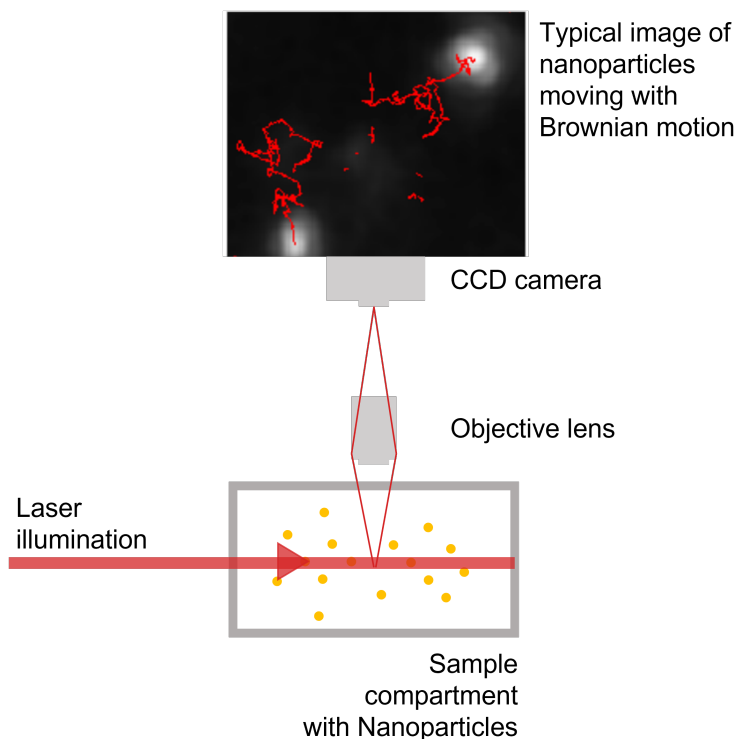 Typical image of
nanoparticles
moving with
Brownian motion
CCD camera
Objective lens
Laser
illumination
Sample
compartment
with Nanoparticles